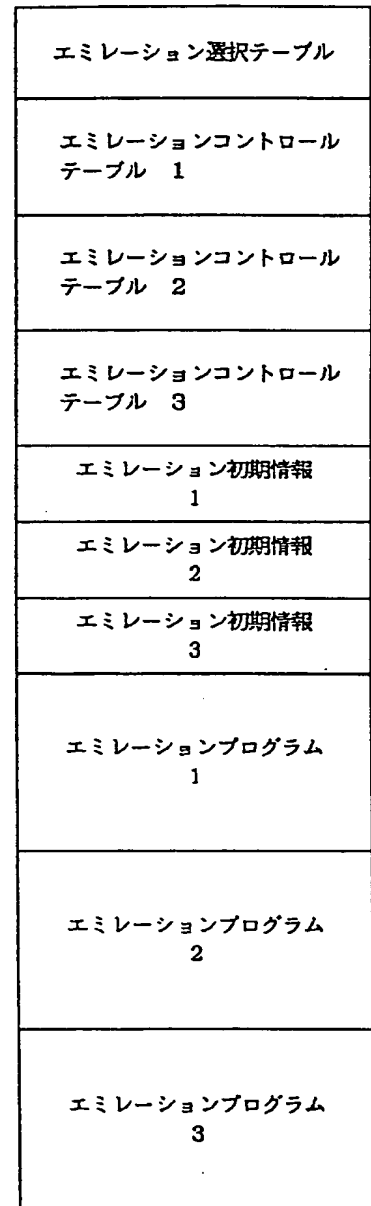 エミレーション選択テーブル
エミレーションコントロール
テーブル 1
エミレーションコントロール
テーブル 2
エミレーションコントロール
テーブル 3
エミレーション初期情報
1
エミレーション初期情報
2
エミレーション初期情報
3
エミレーションプログラム
1
エミレーションプログラム
2
エミレーションプログラム
3